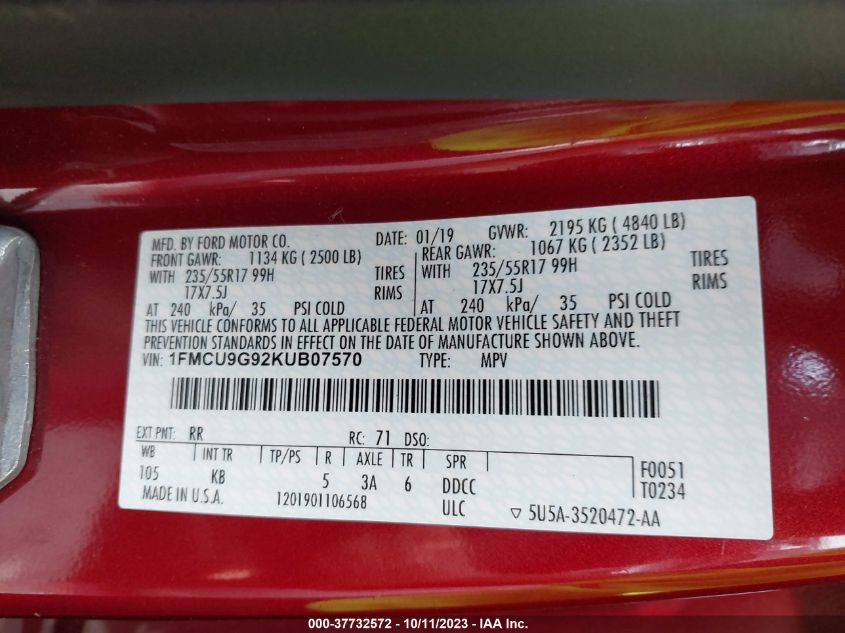 MFD. BY FORD MOTOR CO. DATE: 01/19 GVWR: 2195 KG ( 4840 LB)
FRONT GAWR: 1134 KG ( 2500 LB) REAR GAWR: 1067 KG ( 2352 LB)
WITH 235/55R17 99H TIRES WITH 235/55R17 99H TIRES
17X7.5J RIMS 17X7.5J RIMS
AT 240 kPa/ 35 PSI COLD AT 240 kPa/ 35 PSI COLD
THIS VEHICLE CONFORMS TO ALL APPLICABLE FEDERAL MOTOR VEHICLE SAFETY AND THEFT
PREVENTION STANDARDS IN EFFECT ON THE DATE OF MANUFACTURE SHOWN ABOVE.
VIN: 1FMCU9G92KUB07570 TYPE: MPV
EXT PNT: RR RC: 71 DSO:
WB INT TR TP/PS R AXLE TR SPR F0051
105 KB 5 3A 6 DDCC T0234
MADE IN U.S.A. 1201901106568 ULC ▽ 5U5A-3520472-AA
000-37732572 - 10/11/2023 - IAA Inc.